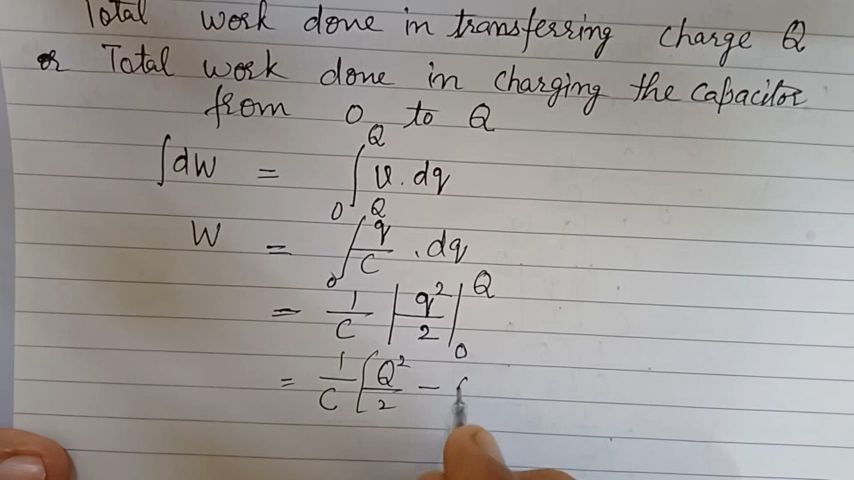 Total work done in transferring charge Q
or Total work done in charging the capacitor
from 0 to Q
∫dW = ∫₀^Q v.dq
W = ∫₀^Q q/C .dq
= 1/C |q²/2|₀^Q
= 1/C [Q²/2 -